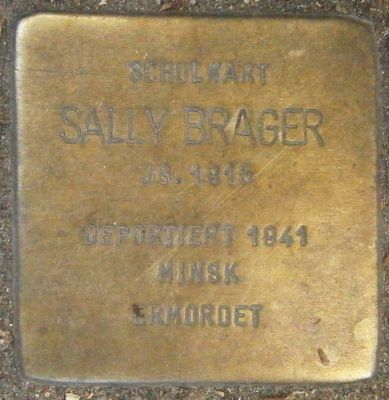 SCHULWART
SALLY BRAGER
JG. 1915
DEPORTIERT 1941
MINSK
ERMORDET